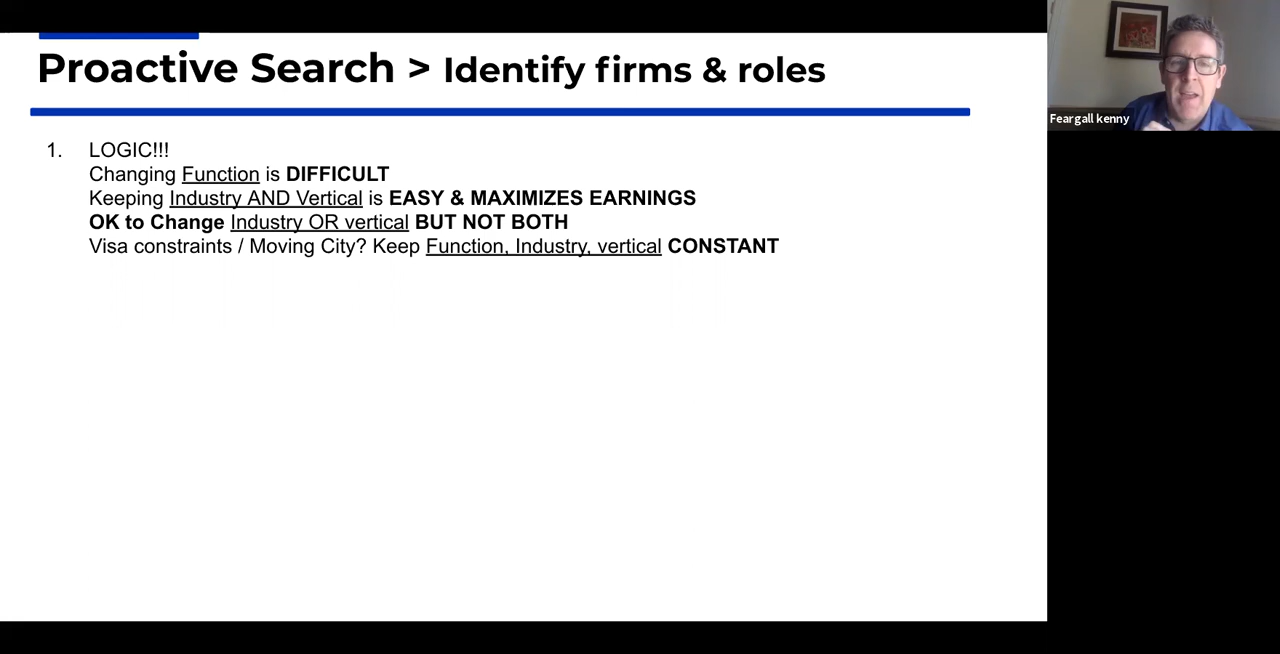 Proactive Search > Identify firms & roles
1. LOGIC!!!
Changing Function is DIFFICULT
Keeping Industry AND Vertical is EASY & MAXIMIZES EARNINGS
OK to Change Industry OR vertical BUT NOT BOTH
Visa constraints / Moving City? Keep Function, Industry, vertical CONSTANT
Feargall kenny